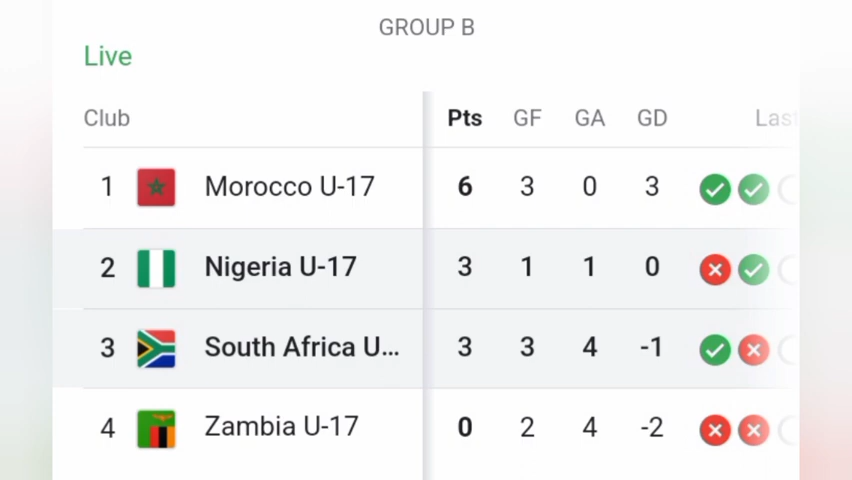 GROUP B
Live
Club Pts GF GA GD Last
1 Morocco U-17 6 3 0 3
2 Nigeria U-17 3 1 1 0
3 South Africa U... 3 3 4 -1
4 Zambia U-17 0 2 4 -2